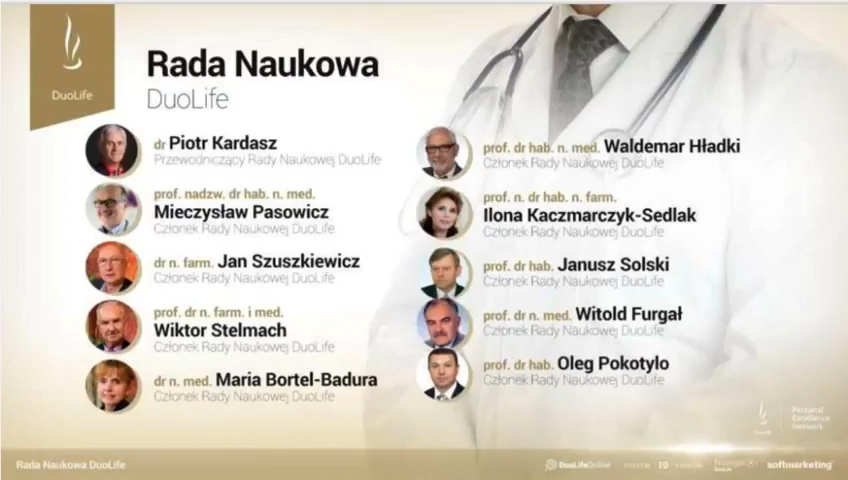 DuoLife
Rada Naukowa
DuoLife
dr Piotr Kardasz
Przewodniczący Rady Naukowej DuoLife
prof. nadzw. dr hab. n. med.
Mieczysław Pasowicz
Członek Rady Naukowej DuoLife
dr n. farm. Jan Szuszkiewicz
Członek Rady Naukowej DuoLife
prof. dr n. farm. i med.
Wiktor Stelmach
Członek Rady Naukowej DuoLife
dr n. med. Maria Bortel-Badura
Członek Rady Naukowej DuoLife
prof. dr hab. n. med. Waldemar Hładki
Członek Rady Naukowej DuoLife
prof. n. dr hab. n. farm.
Ilona Kaczmarczyk-Sedlak
Członek Rady Naukowej DuoLife
prof. dr hab. Janusz Solski
Członek Rady Naukowej DuoLife
prof. dr n. med. Witold Furgał
Członek Rady Naukowej DuoLife
prof. dr hab. Oleg Pokotylo
Członek Rady Naukowej DuoLife
Personal
Excellence
Network
Rada Naukowa DuoLife
DuoLifeOnline
SYSTEM 10 KROKÓW
softmarketing